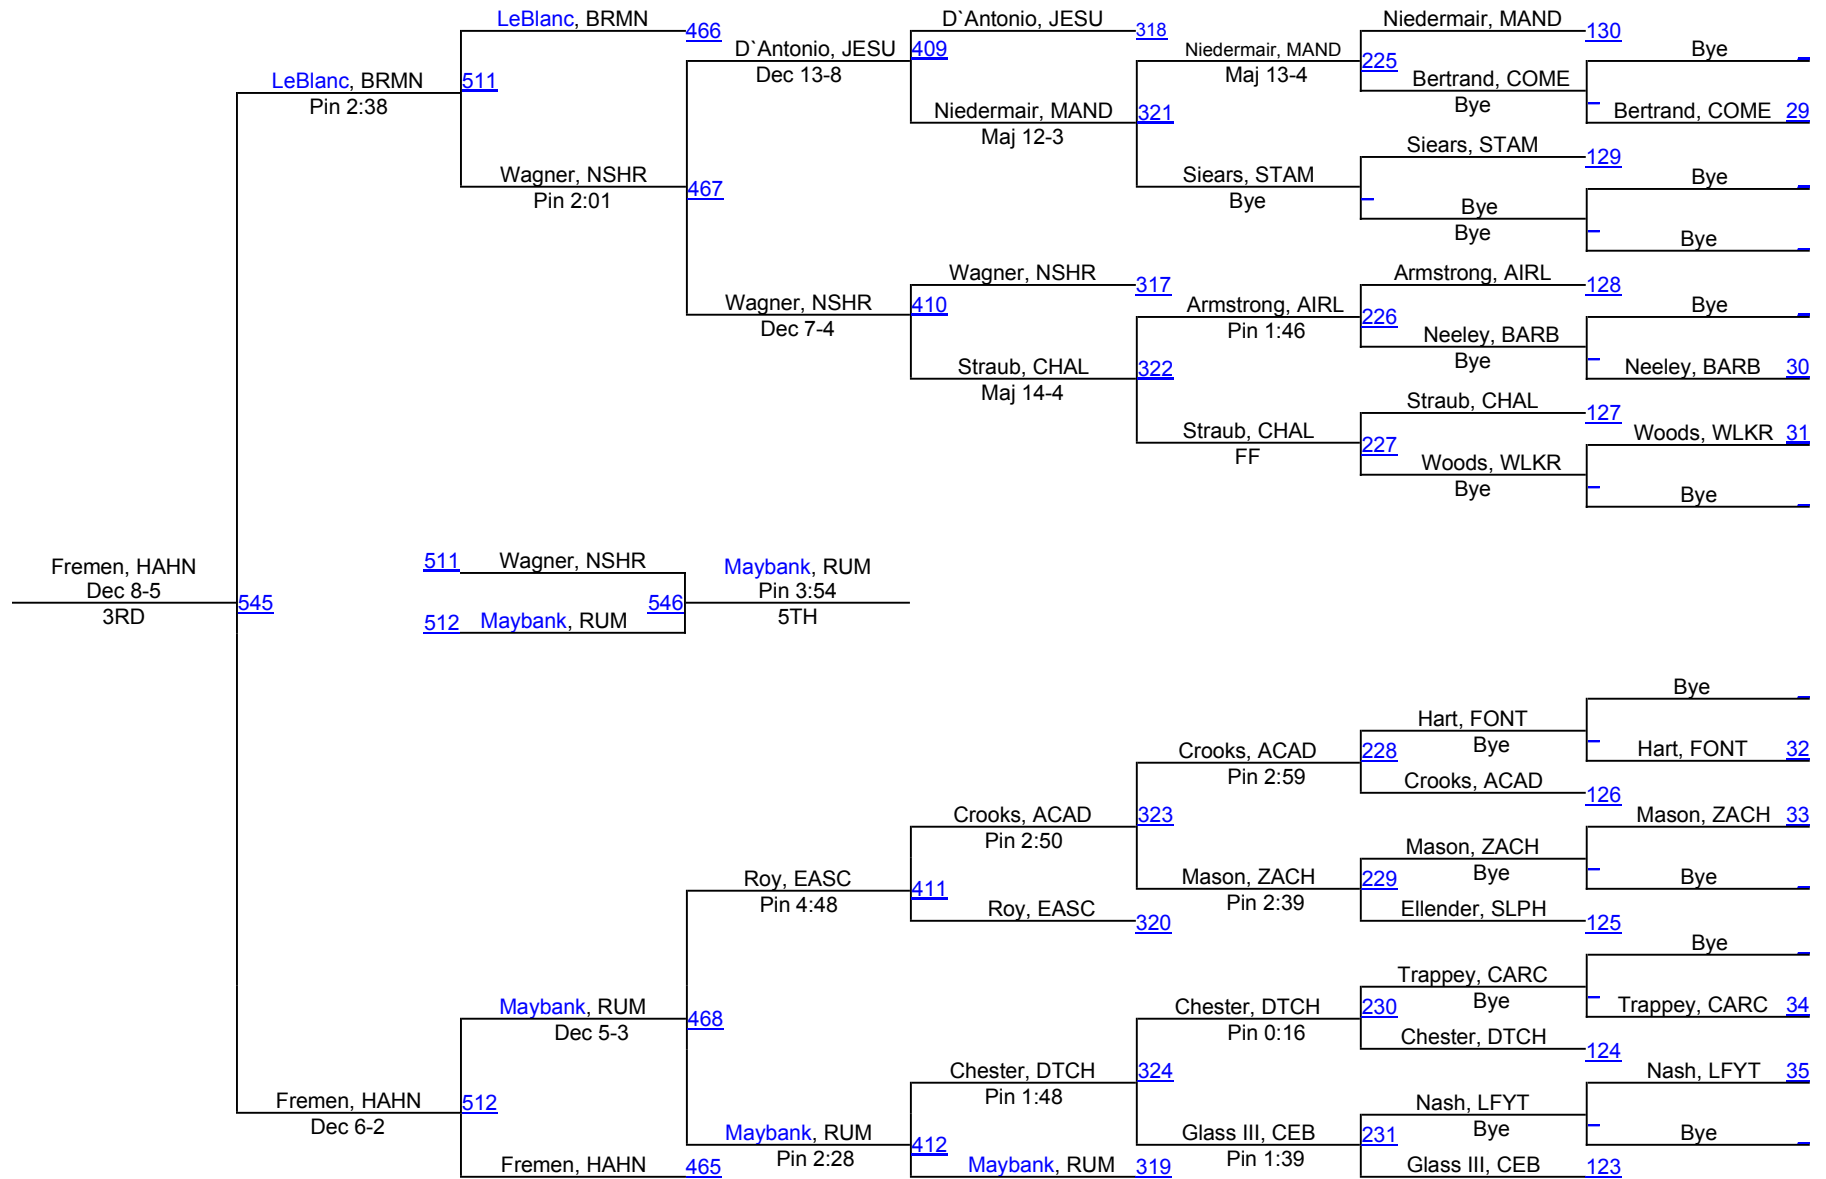 LeBlanc, BRMN
466
D`Antonio, JESU
318
Niedermair, MAND
130
D`Antonio, JESU
409
Dec 13-8
Niedermair, MAND
225
Maj 13-4
Bye
_
LeBlanc, BRMN
511
Pin 2:38
Bertrand, COME
Bye
_
Niedermair, MAND
321
Maj 12-3
Bertrand, COME 29
Siears, STAM
129
Wagner, NSHR
467
Pin 2:01
Siears, STAM
Bye
_
Bye
_
Bye
Bye
_
Bye
_
Wagner, NSHR
317
Armstrong, AIRL
128
Wagner, NSHR
410
Dec 7-4
Armstrong, AIRL
226
Pin 1:46
Bye
_
Neeley, BARB
Bye
_
Straub, CHAL
322
Maj 14-4
Neeley, BARB 30
Straub, CHAL
127
Straub, CHAL
227
FF
Woods, WLKR 31
Woods, WLKR
Bye
_
Bye
_
Fremen, HAHN
Dec 8-5
545
3RD
511 Wagner, NSHR
546
512 Maybank, RUM
Maybank, RUM
Pin 3:54
5TH
Bye
_
Hart, FONT
Bye
_
Crooks, ACAD
228
Pin 2:59
Hart, FONT 32
Crooks, ACAD
126
Crooks, ACAD
323
Pin 2:50
Mason, ZACH 33
Mason, ZACH
Bye
_
Roy, EASC
411
Pin 4:48
Mason, ZACH
229
Pin 2:39
Bye
_
Roy, EASC
320
Ellender, SLPH
125
Bye
_
Trappey, CARC
Bye
_
Maybank, RUM
468
Dec 5-3
Chester, DTCH
230
Pin 0:16
Trappey, CARC 34
Chester, DTCH
124
Chester, DTCH
324
Pin 1:48
Nash, LFYT 35
Fremen, HAHN
512
Dec 6-2
Nash, LFYT
Bye
_
Maybank, RUM
412
Pin 2:28
Glass III, CEB
231
Pin 1:39
Bye
_
Fremen, HAHN
465
Maybank, RUM
319
Glass III, CEB
123